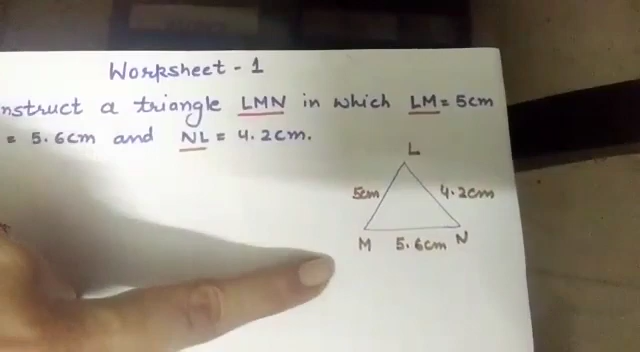 Worksheet - 1
nstruct a triangle LMN in which LM = 5cm
= 5.6cm and NL = 4.2cm.
L
5cm
4.2cm
M
5.6cm
N